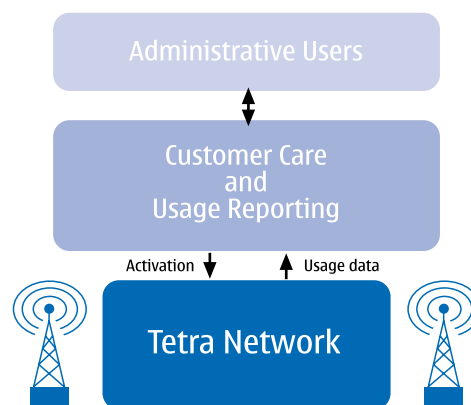 Administrative Users
Customer Care
and
Usage Reporting
Activation
Usage data
Tetra Network